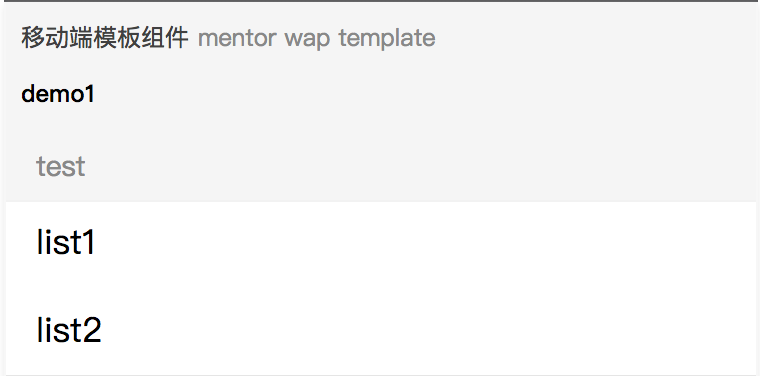 移动端模板组件 mentor wap template
demo1
test
list1
list2